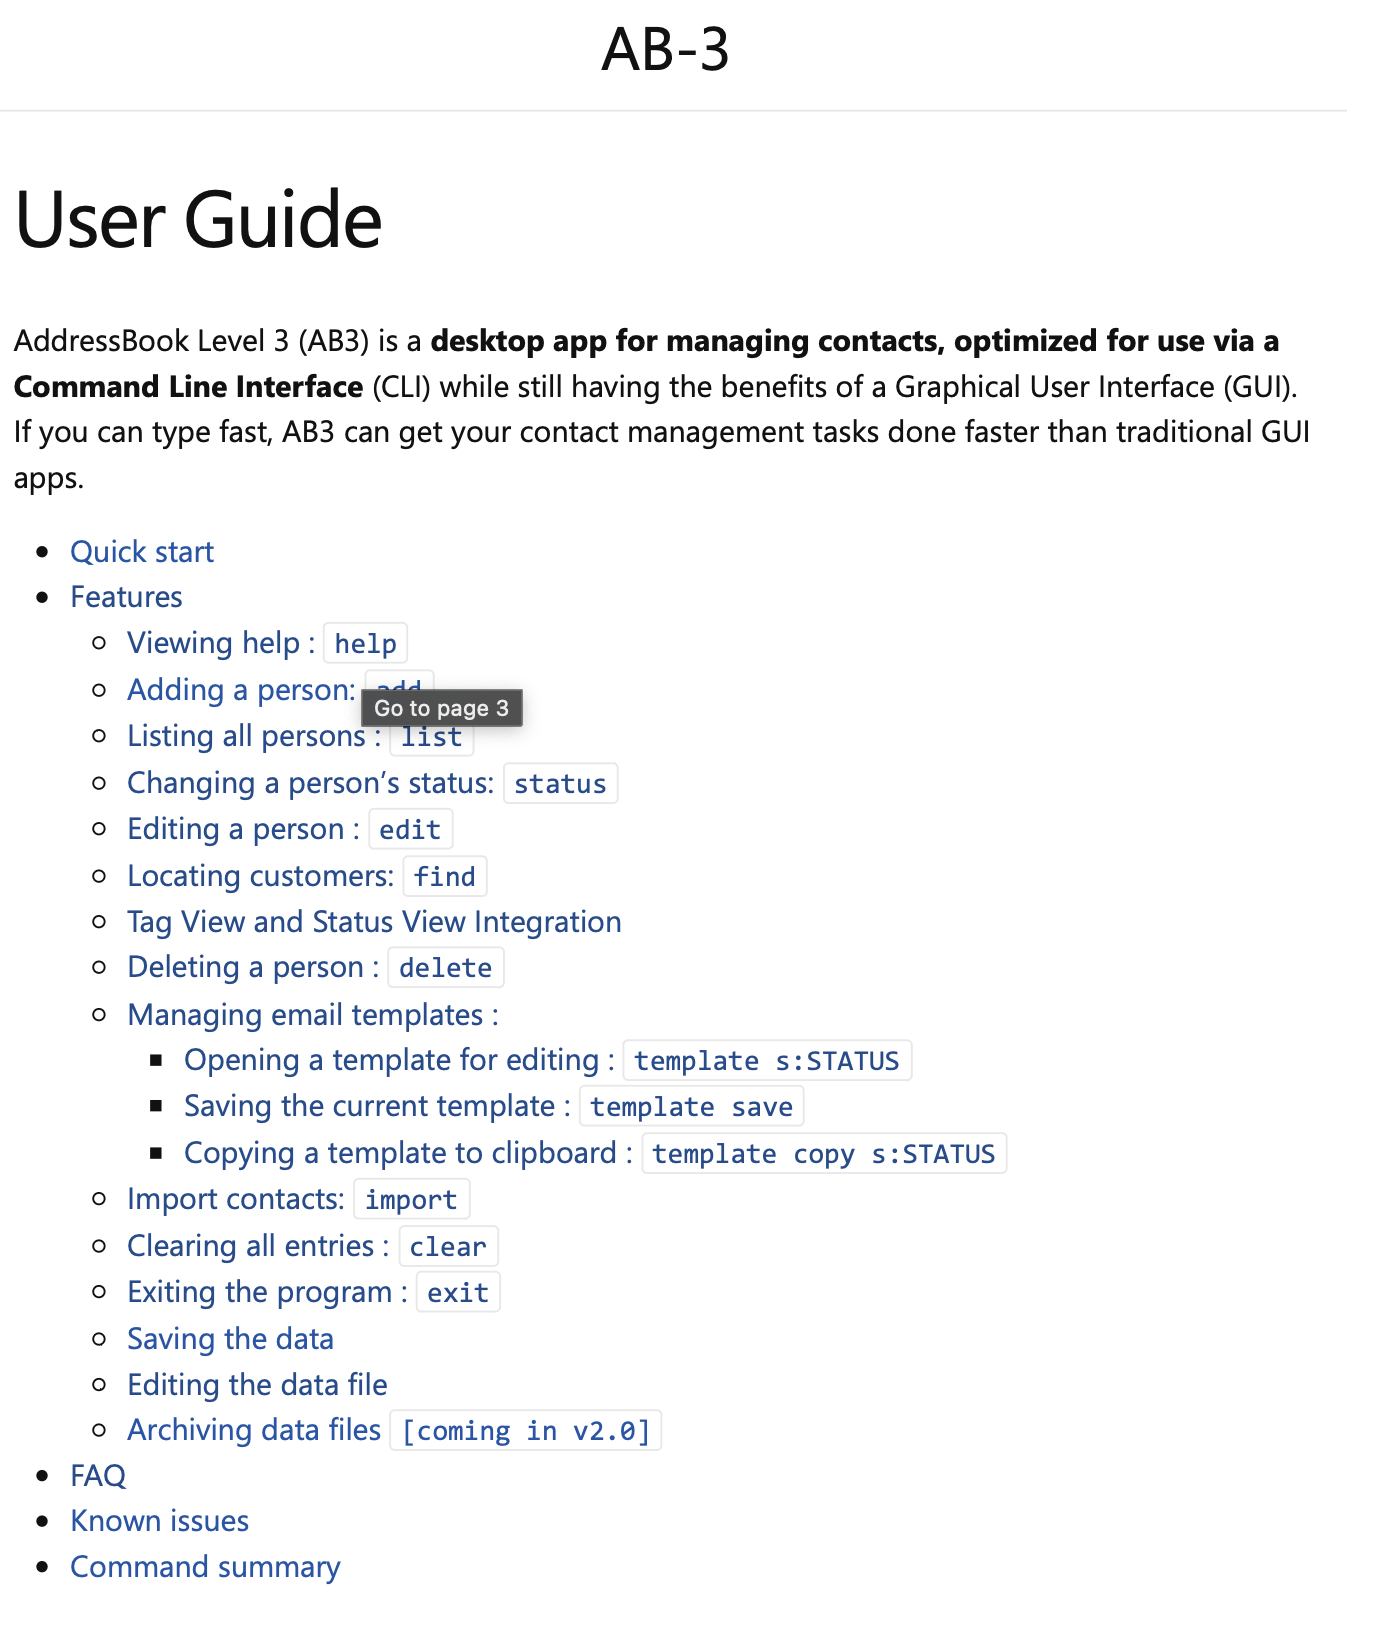 AB-3
User Guide
AddressBook Level 3 (AB3) is a desktop app for managing contacts, optimized for use via a
Command Line Interface (CLI) while still having the benefits of a Graphical User Interface (GUI).
If you can type fast, AB3 can get your contact management tasks done faster than traditional GUI
apps.
Quick start
Features
Viewing help : help
Adding a person: add
Go to page 3
Listing all persons : list
Changing a person’s status: status
Editing a person : edit
Locating customers: find
Tag View and Status View Integration
Deleting a person : delete
Managing email templates :
Opening a template for editing : template s:STATUS
Saving the current template : template save
Copying a template to clipboard : template copy s:STATUS
Import contacts: import
Clearing all entries : clear
Exiting the program : exit
Saving the data
Editing the data file
Archiving data files [coming in v2.0]
FAQ
Known issues
Command summary